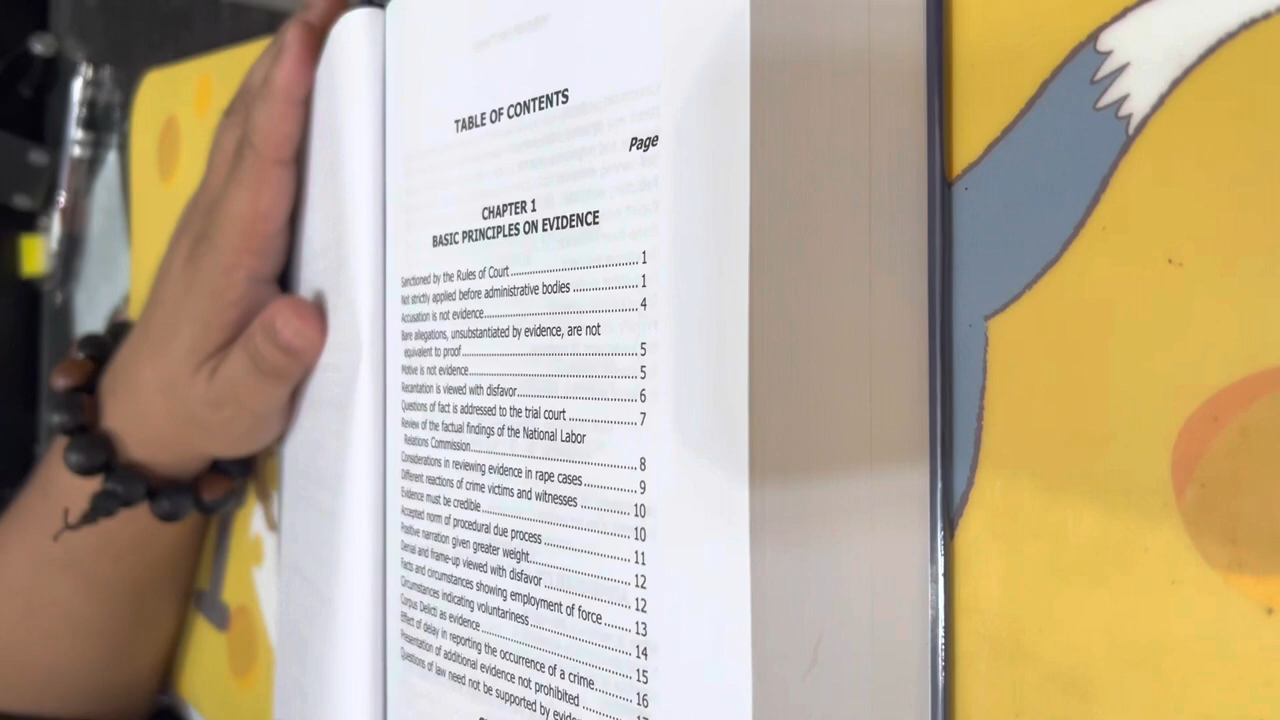 TABLE OF CONTENTS
Page
CHAPTER 1
BASIC PRINCIPLES ON EVIDENCE
Sanctioned by the Rules of Court ........................................ 1
Not strictly applied before administrative bodies ..................... 1
Accusation is not evidence................................................ 4
Bare allegations, unsubstantiated by evidence, are not
equivalent to proof ....................................................... 5
Motive is not evidence..................................................... 5
Recantation is viewed with disfavor....................................... 6
Questions of fact is addressed to the trial court ...................... 7
Review of the factual findings of the National Labor
Relations Commission...................................................... 8
Considerations in reviewing evidence in rape cases .................. 9
Different reactions of crime victims and witnesses .................... 10
Evidence must be credible ................................................. 10
Accepted norm of procedural due process ............................. 11
Positive narration given greater weight.................................. 12
Denial and frame-up viewed with disfavor ............................. 12
Facts and circumstances showing employment of force ....... 13
Circumstances indicating voluntariness .................................. 14
Corpus Delicti as evidence ................................................. 15
Effect of delay in reporting the occurrence of a crime.......... 16
Presentation of additional evidence not prohibited ..............
Questions of law need not be supported by